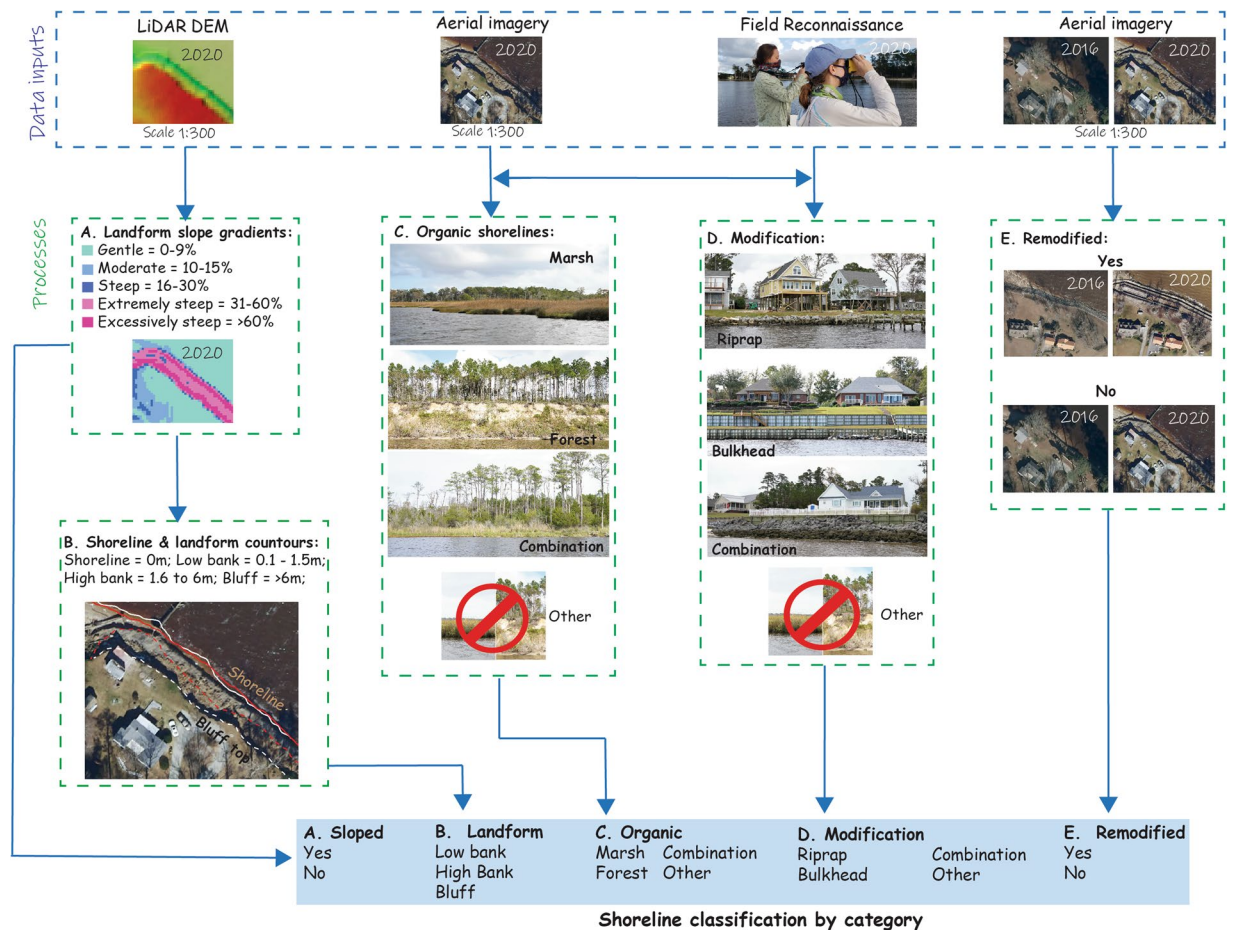 Data inputs
LiDAR DEM
2020
Scale 1:300
Aerial imagery
2020
Scale 1:300
Field Reconnaissance
2020
Aerial imagery
2016
2020
Scale 1:300
Processes
A. Landform slope gradients:
Gentle = 0-9%
Moderate = 10-15%
Steep = 16-30%
Extremely steep = 31-60%
Excessively steep = >60%
2020
B. Shoreline & landform countours:
Shoreline = 0m; Low bank = 0.1 - 1.5m;
High bank = 1.6 to 6m; Bluff = >6m;
Shoreline
Bluff top
C. Organic shorelines:
Marsh
Forest
Combination
Other
D. Modification:
Riprap
Bulkhead
Combination
Other
E. Remodified:
Yes
2016
2020
No
2016
2020
A. Sloped
Yes
No
B. Landform
Low bank
High Bank
Bluff
C. Organic
Marsh Combination
Forest Other
D. Modification
Riprap Combination
Bulkhead Other
E. Remodified
Yes
No
Shoreline classification by category